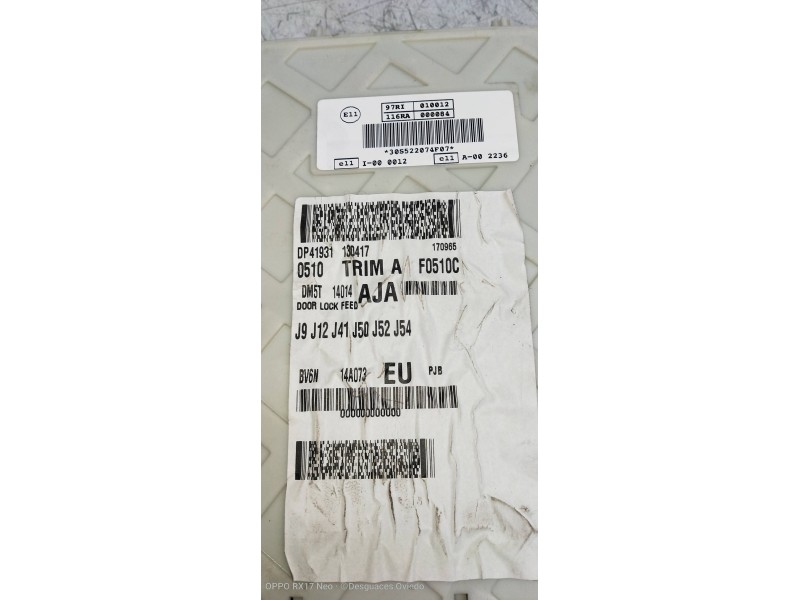 E11
97RI 010012
116RA 000084
*30S522074F07*
e11 I-00 0012 e11 A-00 2236
DP41931 130417 170965
0510 TRIM A F0510C
DM5T 14014 AJA
DOOR LOCK FEED
J9 J12 J41 J50 J52 J54
BV6N 14A073 EU PJB
000000000000
OPPO RX17 Neo · ©Desguaces Oviedo